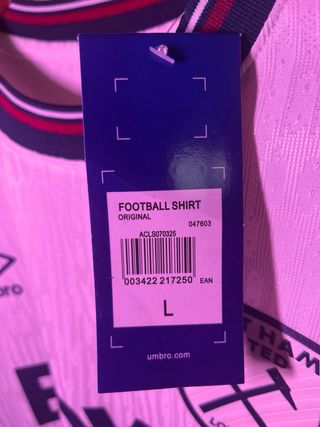 FOOTBALL SHIRT
ORIGINAL
047603
ACLS070325
003422 217250 EAN
L
umbro.com